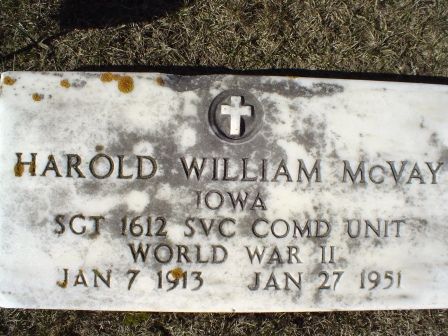 HAROLD WILLIAM McVAY
IOWA
SGT 1612 SVC COMD UNIT
WORLD WAR II
JAN 7 1913 JAN 27 1951